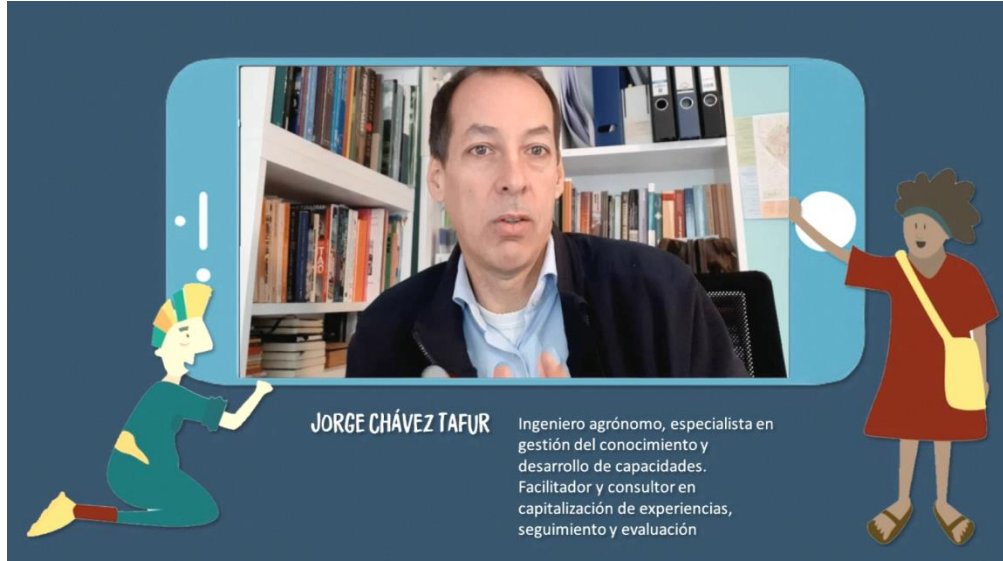 JORGE CHÁVEZ TAFUR
Ingeniero agrónomo, especialista en
gestión del conocimiento y
desarrollo de capacidades.
Facilitador y consultor en
capitalización de experiencias,
seguimiento y evaluación